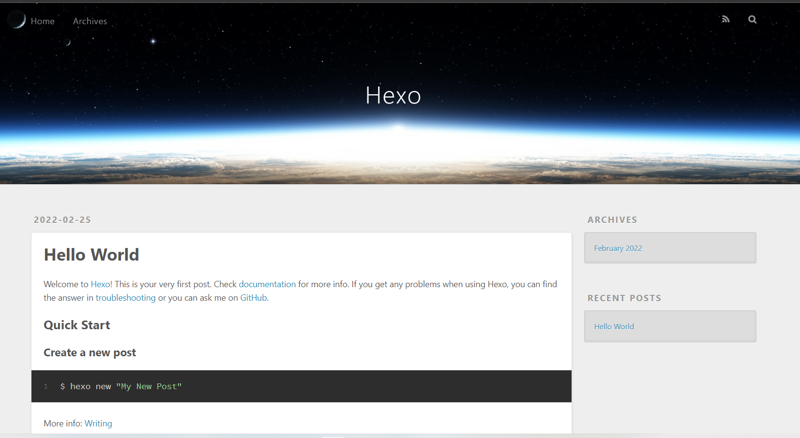 Home Archives
Hexo
2022-02-25
Hello World
Welcome to Hexo! This is your very first post. Check documentation for more info. If you get any problems when using Hexo, you can find
the answer in troubleshooting or you can ask me on GitHub.
Quick Start
Create a new post
1 $ hexo new "My New Post"
More info: Writing
ARCHIVES
February 2022
RECENT POSTS
Hello World